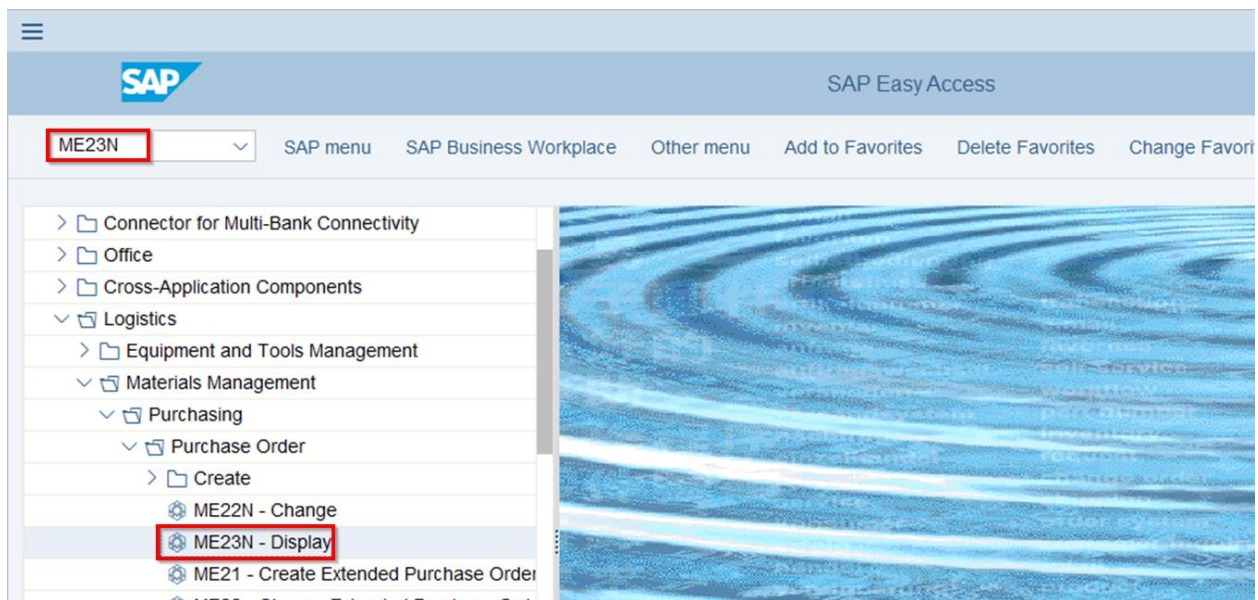 SAP
SAP Easy Access
ME23N
SAP menu
SAP Business Workplace
Other menu
Add to Favorites
Delete Favorites
Change
Connector for Multi-Bank Connectivity
Office
Cross-Application Components
Logistics
Equipment and Tools Management
Materials Management
Purchasing
Purchase Order
Create
ME22N - Change
ME23N - Display
ME21 - Create Extended Purchase Order